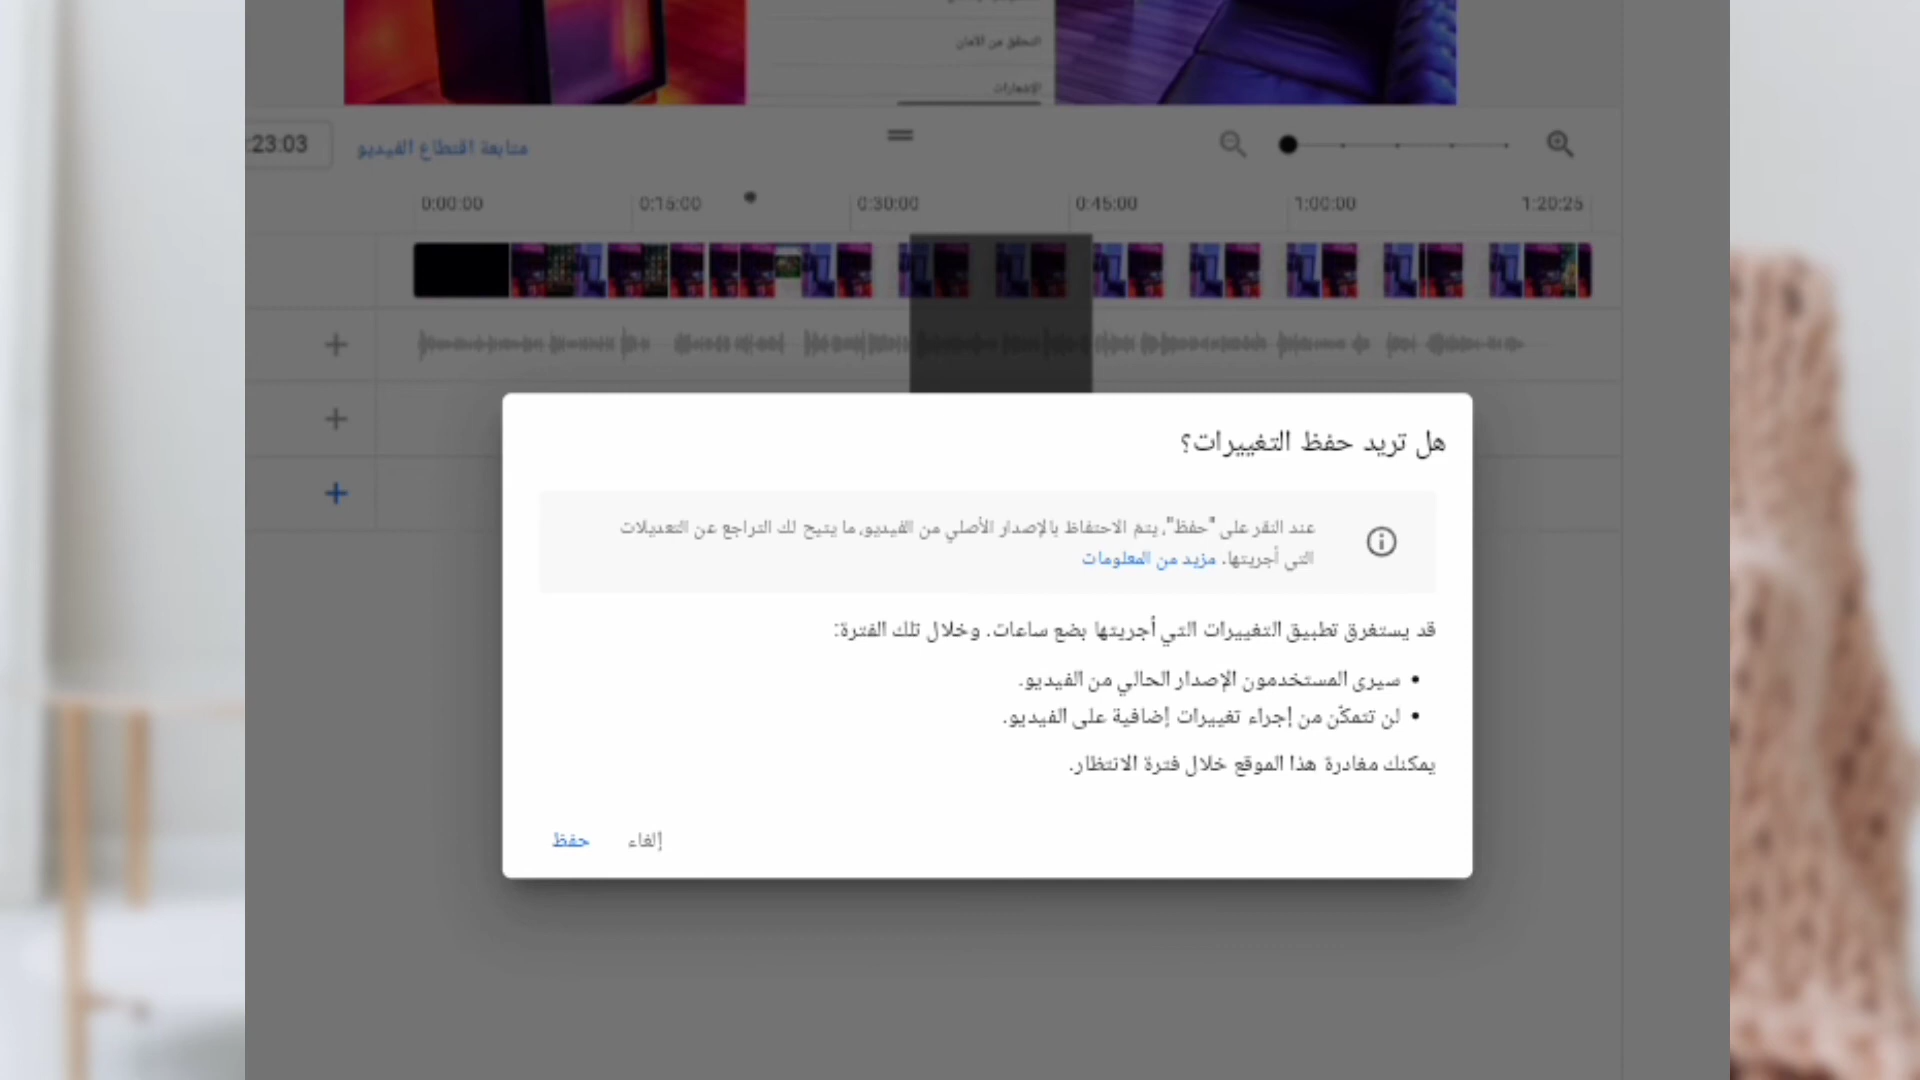 التحقق من الأمان
الإشعارات
:23:03
متابعة اقتطاع الفيديو
0:00:00 0:15:00 0:30:00 0:45:00 1:00:00 1:20:25
هل تريد حفظ التغييرات؟
عند النقر على "حفظ"، يتم الاحتفاظ بالإصدار الأصلي من الفيديو، ما يتيح لك التراجع عن التعديلات
التي أجريتها. مزيد من المعلومات
قد يستغرق تطبيق التغييرات التي أجريتها بضع ساعات. وخلال تلك الفترة:
• سيرى المستخدمون الإصدار الحالي من الفيديو.
• لن تتمكّن من إجراء تغييرات إضافية على الفيديو.
يمكنك مغادرة هذا الموقع خلال فترة الانتظار.
إلغاء
حفظ